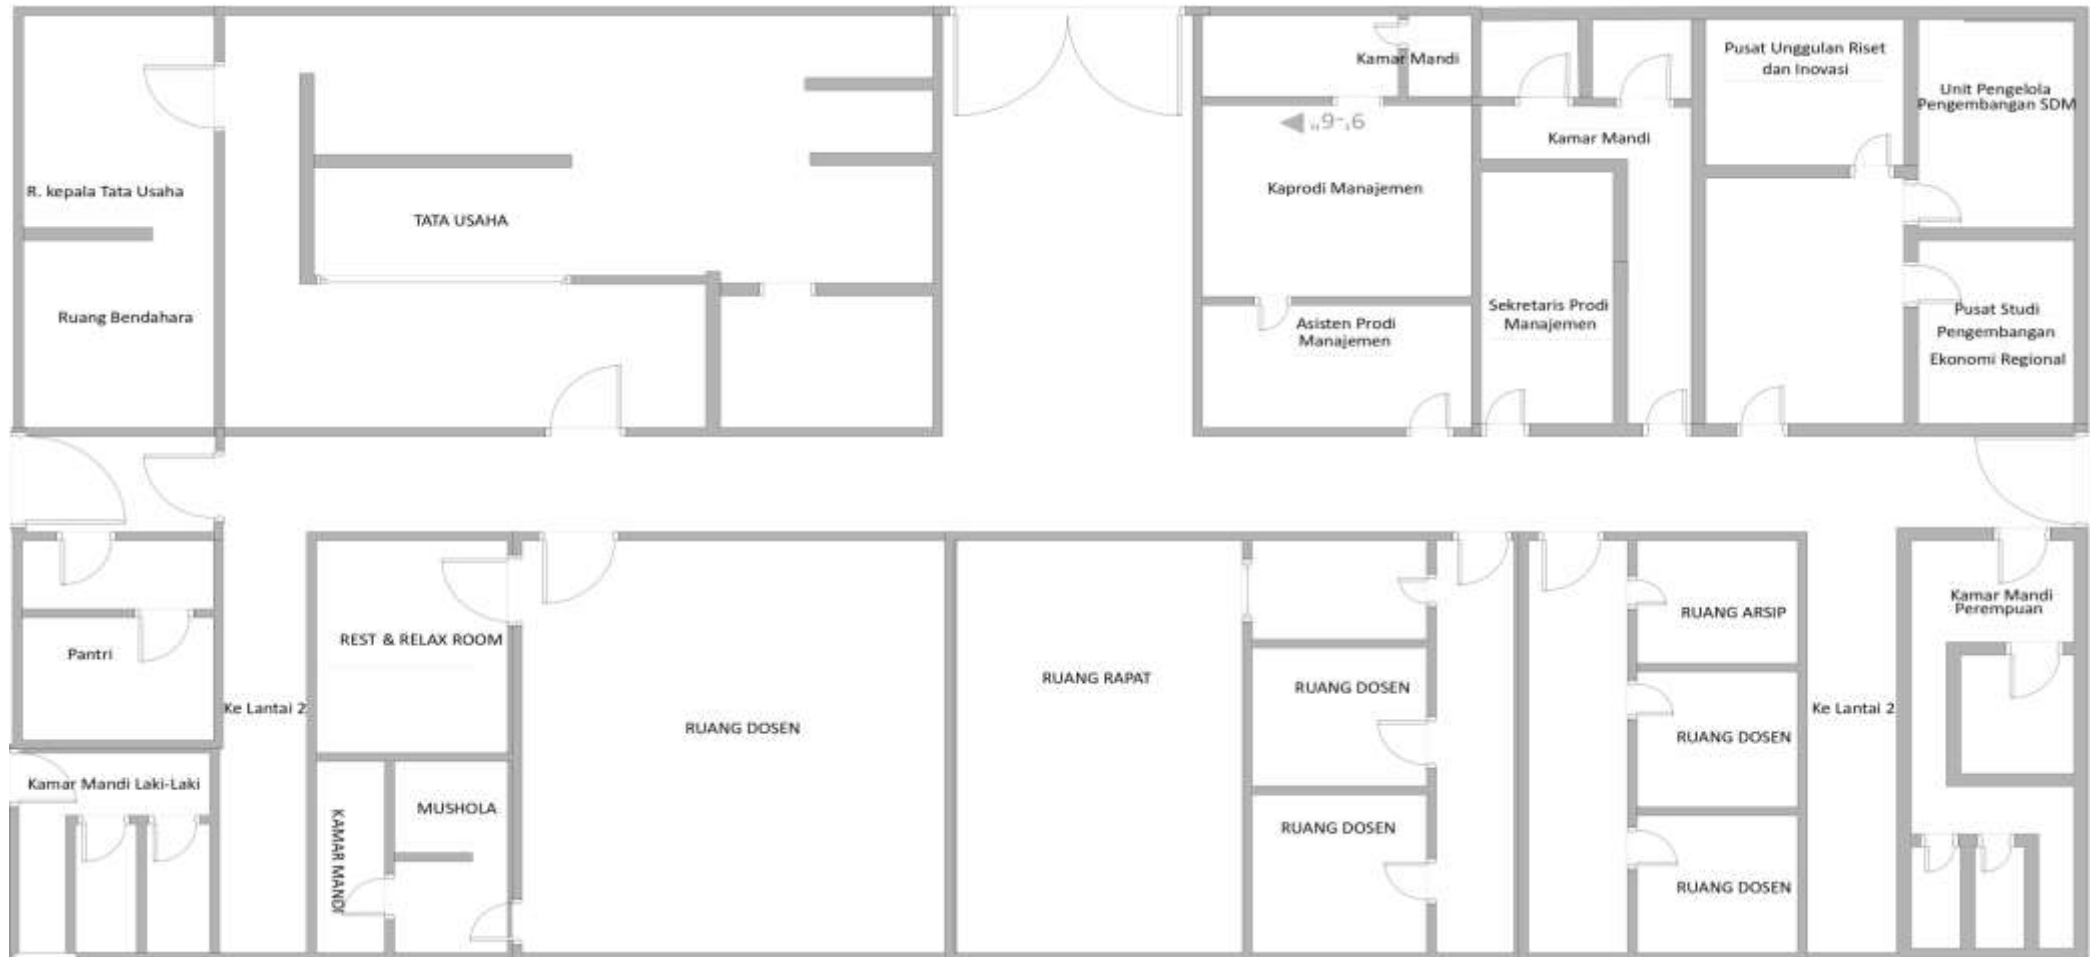 Pusat Unggulan Riset
dan Inovasi
Kamar Mandi
Unit Pengelola
Pengembangan SDM
Kamar Mandi
R. kepala Tata Usaha
TATA USAHA
Kaprodi Manajemen
Ruang Bendahara
Asisten Prodi
Manajemen
Sekretaris Prodi
Manajemen
Pusat Studi
Pengembangan
Ekonomi Regional
Pantri
REST & RELAX ROOM
RUANG DOSEN
RUANG RAPAT
RUANG DOSEN
RUANG DOSEN
RUANG ARSIP
RUANG DOSEN
RUANG DOSEN
Kamar Mandi
Perempuan
Ke Lantai 2
Ke Lantai 2
Kamar Mandi Laki-Laki
KAMAR MANDI
MUSHOLA